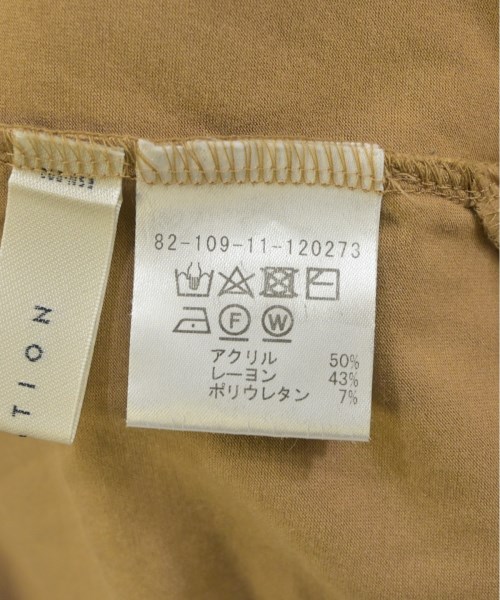 82-109-11-120273
F W
アクリル 50%
レーヨン 43%
ポリウレタン 7%
TION